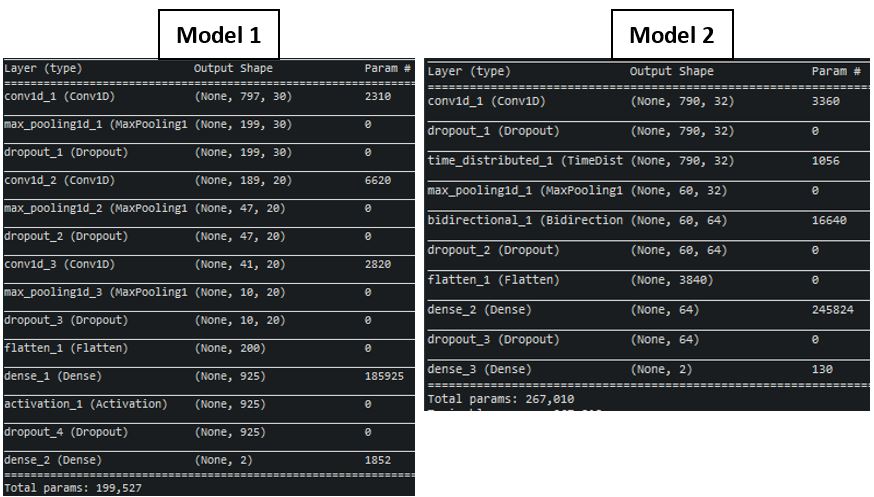 Model 1
Layer (type) Output Shape Param #
=================================================================
conv1d_1 (Conv1D) (None, 797, 30) 2310
max_pooling1d_1 (MaxPooling1 (None, 199, 30) 0
dropout_1 (Dropout) (None, 199, 30) 0
conv1d_2 (Conv1D) (None, 189, 20) 6620
max_pooling1d_2 (MaxPooling1 (None, 47, 20) 0
dropout_2 (Dropout) (None, 47, 20) 0
conv1d_3 (Conv1D) (None, 41, 20) 2820
max_pooling1d_3 (MaxPooling1 (None, 10, 20) 0
dropout_3 (Dropout) (None, 10, 20) 0
flatten_1 (Flatten) (None, 200) 0
dense_1 (Dense) (None, 925) 185925
activation_1 (Activation) (None, 925) 0
dropout_4 (Dropout) (None, 925) 0
dense_2 (Dense) (None, 2) 1852
=================================================================
Total params: 199,527
Model 2
Layer (type) Output Shape Param #
=================================================================
conv1d_1 (Conv1D) (None, 790, 32) 3360
dropout_1 (Dropout) (None, 790, 32) 0
time_distributed_1 (TimeDist (None, 790, 32) 1056
max_pooling1d_1 (MaxPooling1 (None, 60, 32) 0
bidirectional_1 (Bidirection (None, 60, 64) 16640
dropout_2 (Dropout) (None, 60, 64) 0
flatten_1 (Flatten) (None, 3840) 0
dense_2 (Dense) (None, 64) 245824
dropout_3 (Dropout) (None, 64) 0
dense_3 (Dense) (None, 2) 130
=================================================================
Total params: 267,010